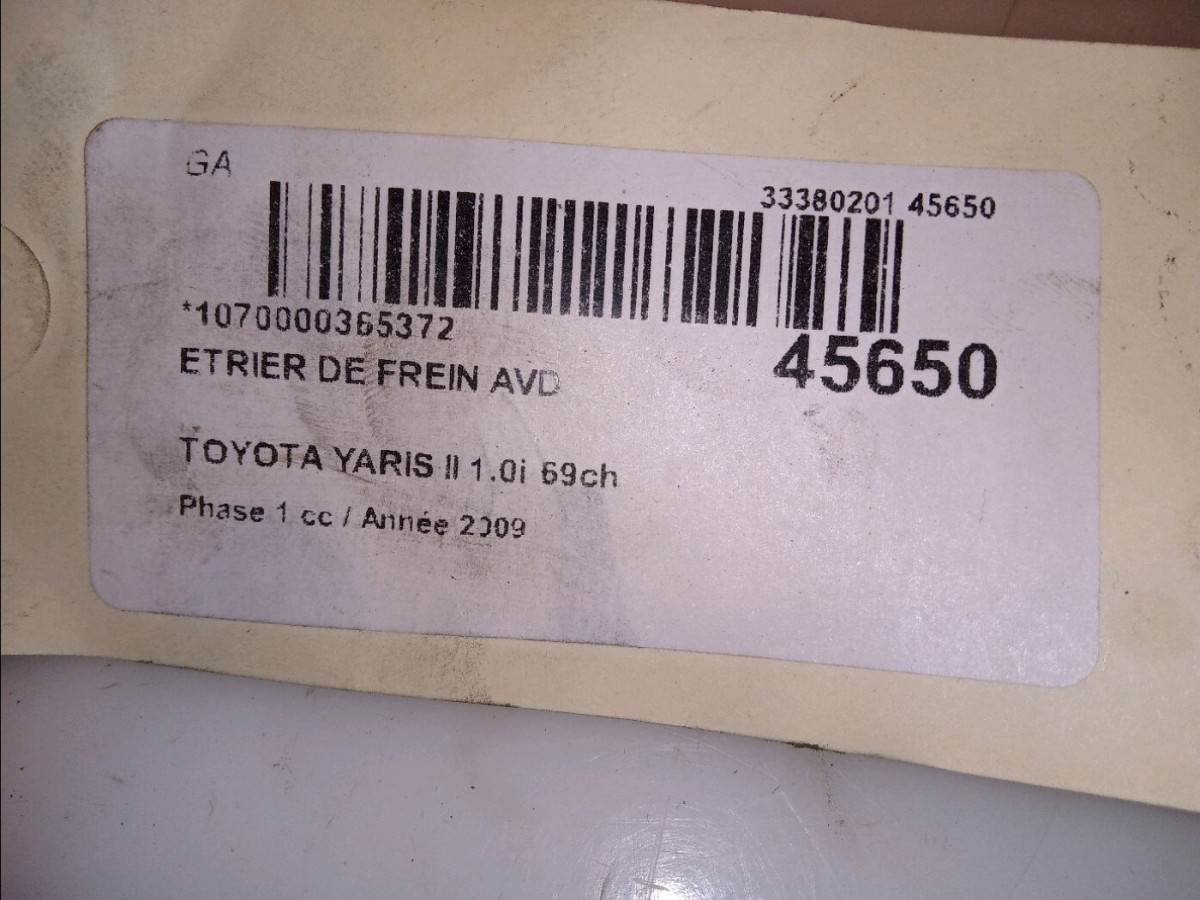 GA
33380201 45650
*1070000365372
45650
ETRIER DE FREIN AVD
TOYOTA YARIS II 1.0i 69ch
Phase 1 cc / Année 2009